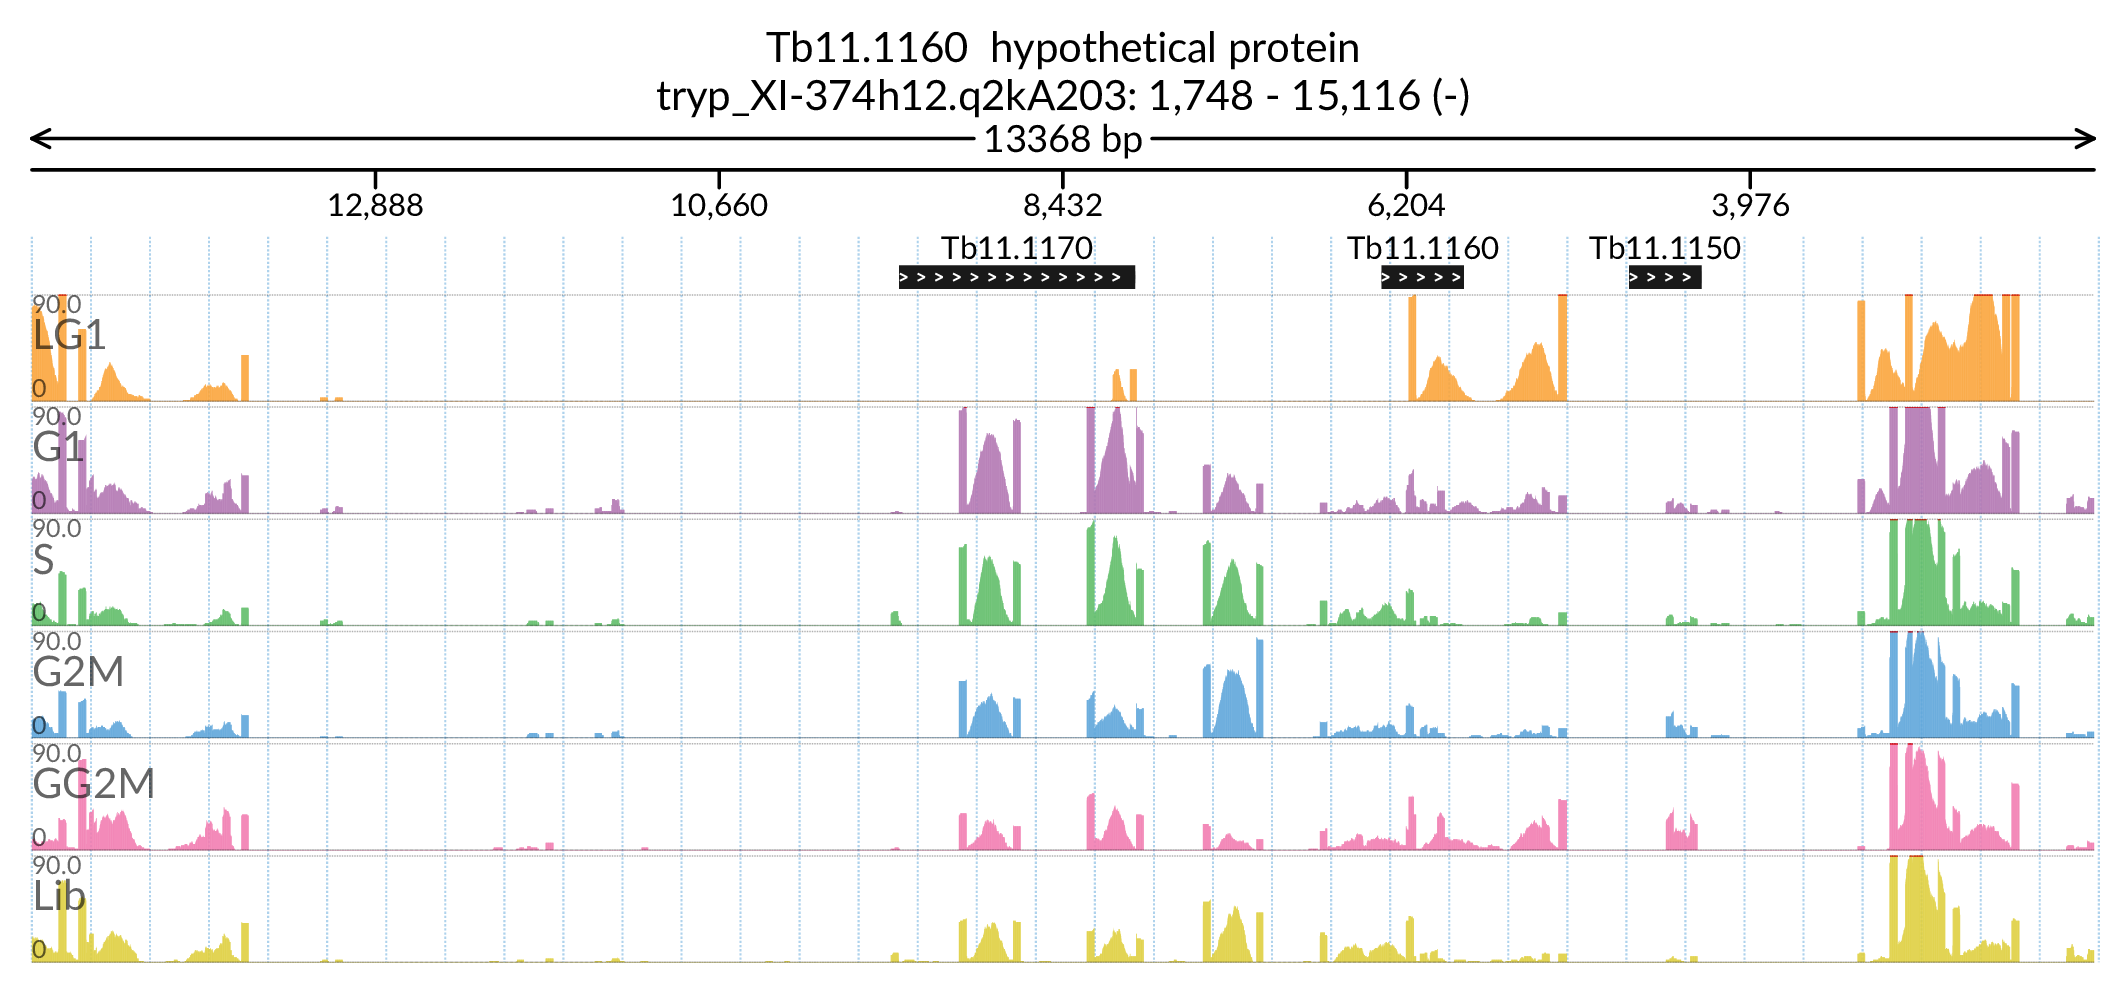 Tb11.1160  hypothetical protein
tryp_XI-374h12.q2kA203: 1,748 - 15,116 (-)
13368 bp
12,888 10,660 8,432 6,204 3,976
Tb11.1170 Tb11.1160 Tb11.1150
90.0
LG1
0
90.0
G1
0
90.0
S
0
90.0
G2M
0
90.0
GG2M
0
90.0
Lib
0